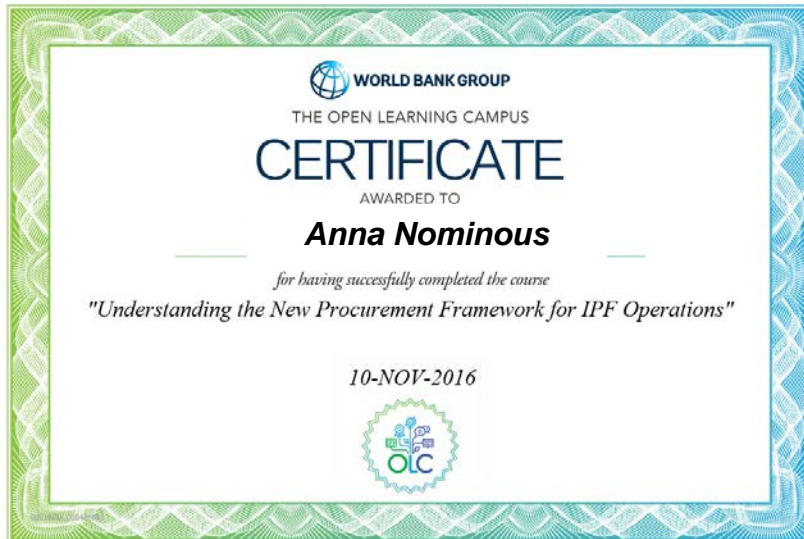 WORLD BANK GROUP
THE OPEN LEARNING CAMPUS
CERTIFICATE
AWARDED TO
Anna Nominous
for having successfully completed the course
"Understanding the New Procurement Framework for IPF Operations"
10-NOV-2016
OLC